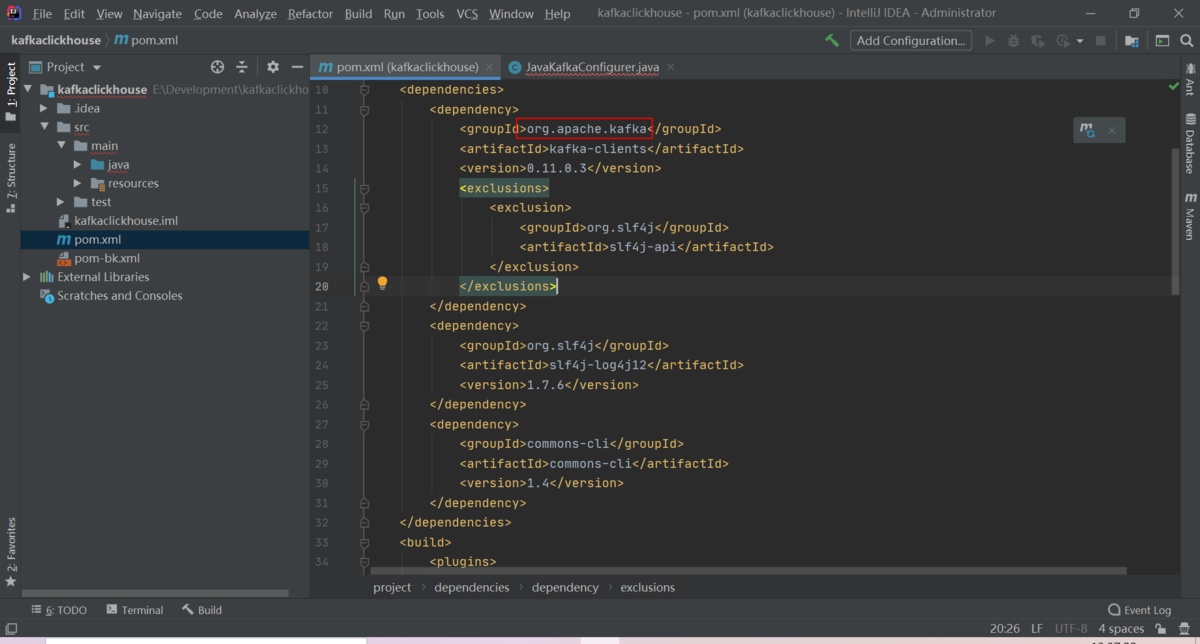 File Edit View Navigate Code Analyze Refactor Build Run Tools VCS Window Help kafkaclickhouse - pom.xml (kafkaclickhouse) - IntelliJ IDEA - Administrator
kafkaclickhouse m pom.xml Add Configuration...
1: Project
7: Structure
2: Favorites
Project
kafkaclickhouse E:\Development\kafkaclickho
.idea
src
main
java
resources
test
kafkaclickhouse.iml
m pom.xml
pom-bk.xml
External Libraries
Scratches and Consoles
m pom.xml (kafkaclickhouse) C JavaKafkaConfigurer.java
10 <dependencies>
11 <dependency>
12 <groupId>org.apache.kafka</groupId>
13 <artifactId>kafka-clients</artifactId>
14 <version>0.11.0.3</version>
15 <exclusions>
16 <exclusion>
17 <groupId>org.slf4j</groupId>
18 <artifactId>slf4j-api</artifactId>
19 </exclusion>
20 </exclusions>
21 </dependency>
22 <dependency>
23 <groupId>org.slf4j</groupId>
24 <artifactId>slf4j-log4j12</artifactId>
25 <version>1.7.6</version>
26 </dependency>
27 <dependency>
28 <groupId>commons-cli</groupId>
29 <artifactId>commons-cli</artifactId>
30 <version>1.4</version>
31 </dependency>
32 </dependencies>
33 <build>
34 <plugins>
project dependencies dependency exclusions
Ant
Database
m Maven
6: TODO Terminal Build Event Log
20:26 LF UTF-8 4 spaces